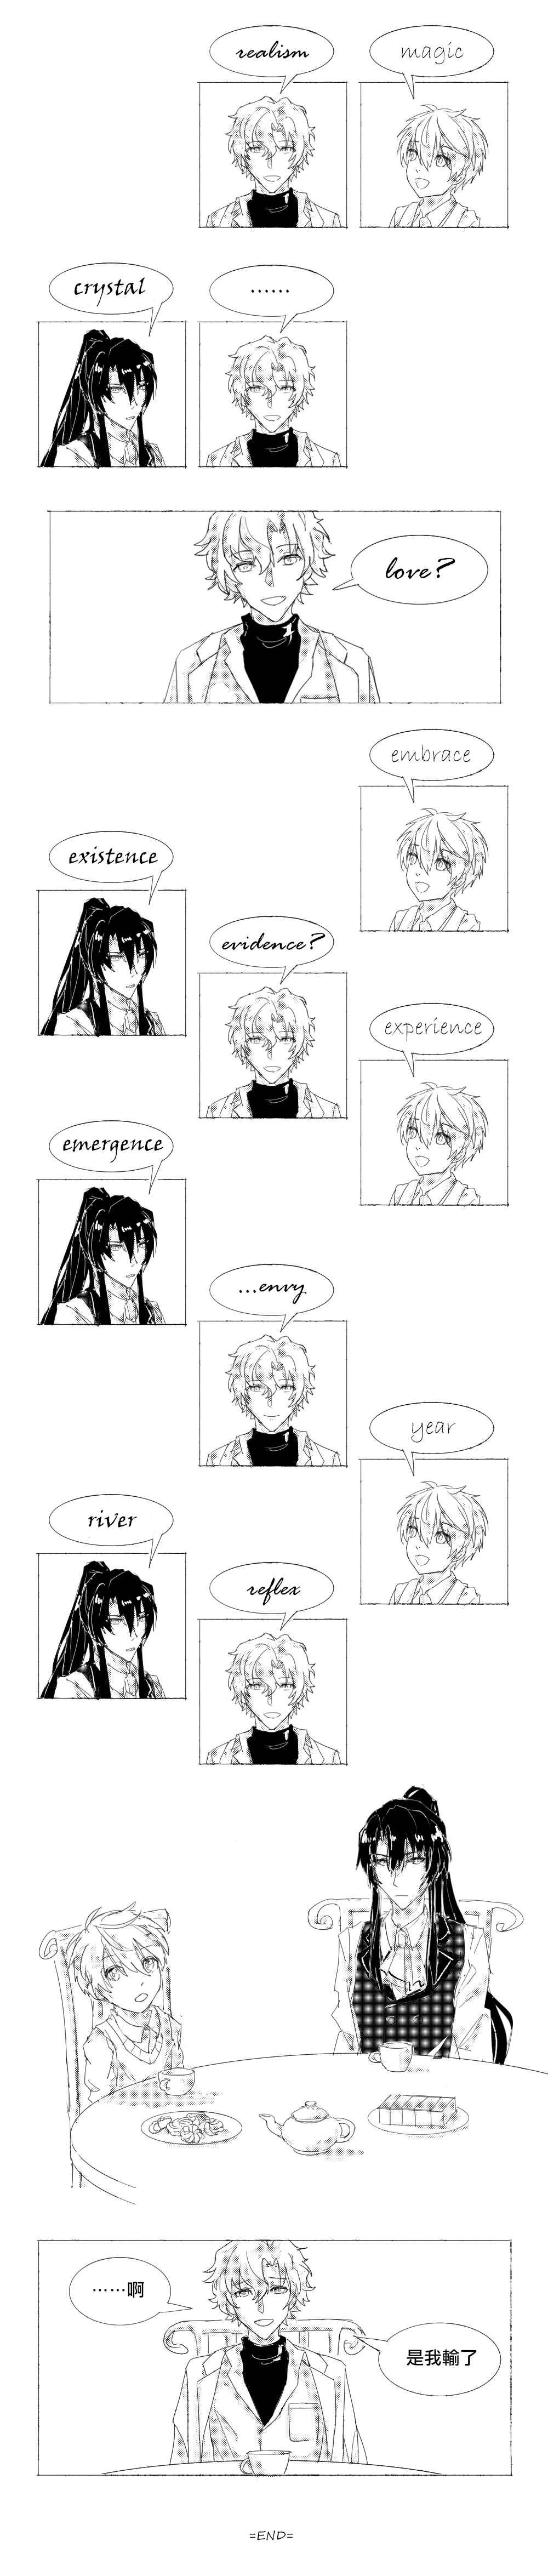 realism
magic
crystal
……
love?
embrace
existence
evidence?
experience
emergence
...envy
year
river
reflex
……啊
是我輸了
=END=